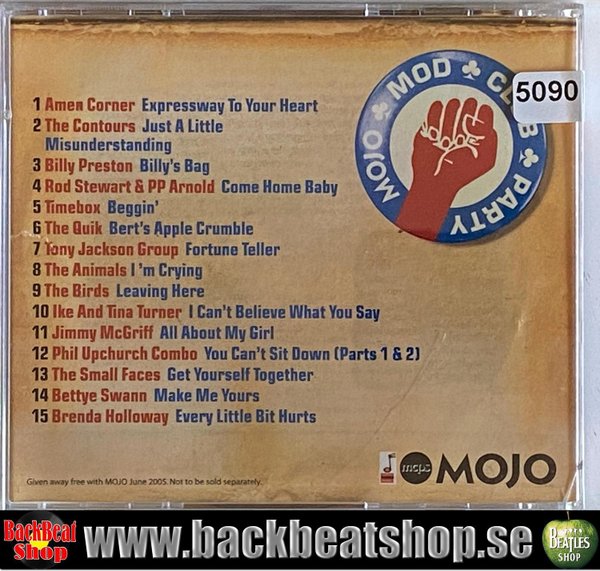 MOJO ♣ MOD ♣ CLUB ♣ PARTY
5090
1 Amen Corner Expressway To Your Heart
2 The Contours Just A Little
Misunderstanding
3 Billy Preston Billy's Bag
4 Rod Stewart & PP Arnold Come Home Baby
5 Timebox Beggin'
6 The Quik Bert's Apple Crumble
7 Tony Jackson Group Fortune Teller
8 The Animals I'm Crying
9 The Birds Leaving Here
10 Ike And Tina Turner I Can't Believe What You Say
11 Jimmy McGriff All About My Girl
12 Phil Upchurch Combo You Can't Sit Down (Parts 1 & 2)
13 The Small Faces Get Yourself Together
14 Bettye Swann Make Me Yours
15 Brenda Holloway Every Little Bit Hurts
Given away free with MOJO June 2005. Not to be sold separately.
mcps MOJO
BackBeat
Shop
www.backbeatshop.se
BEATLES
SHOP